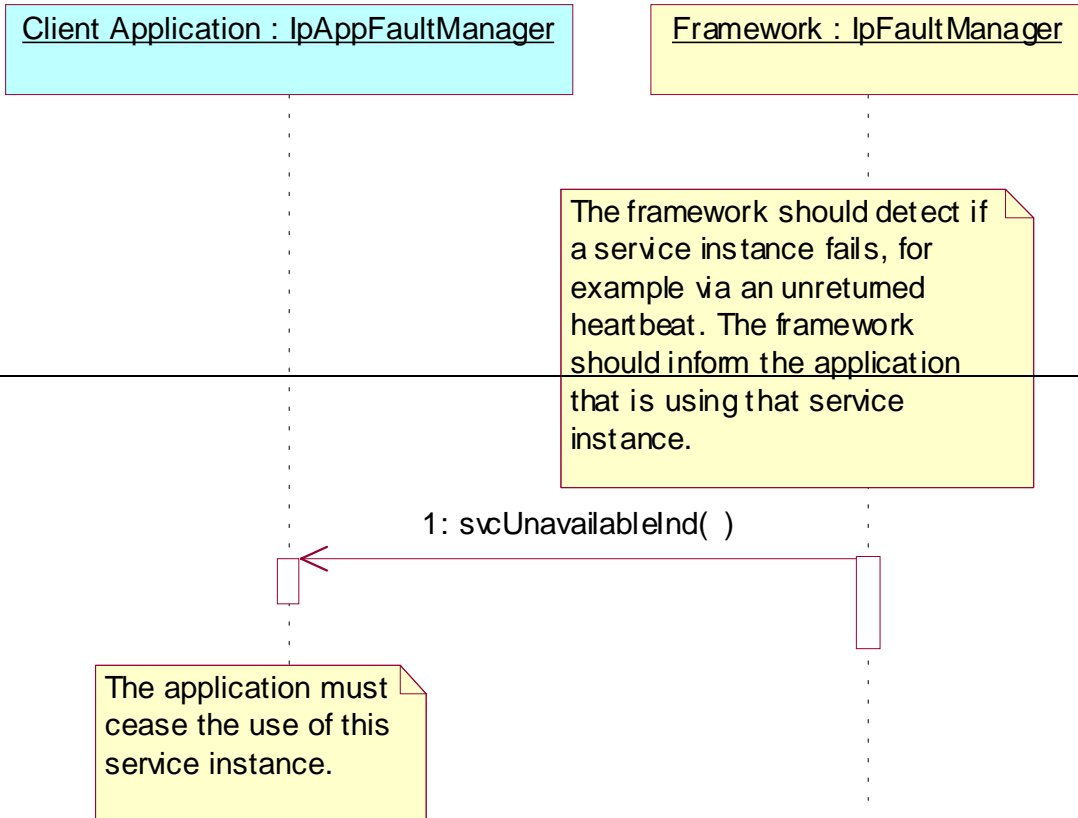 Client Application : IpAppFaultManager
Framework : IpFaultManager
The framework should detect if
a service instance fails, for
example via an unreturned
heartbeat. The framework
should inform the application
that is using that service
instance.
1: svcUnavailableInd( )
The application must
cease the use of this
service instance.